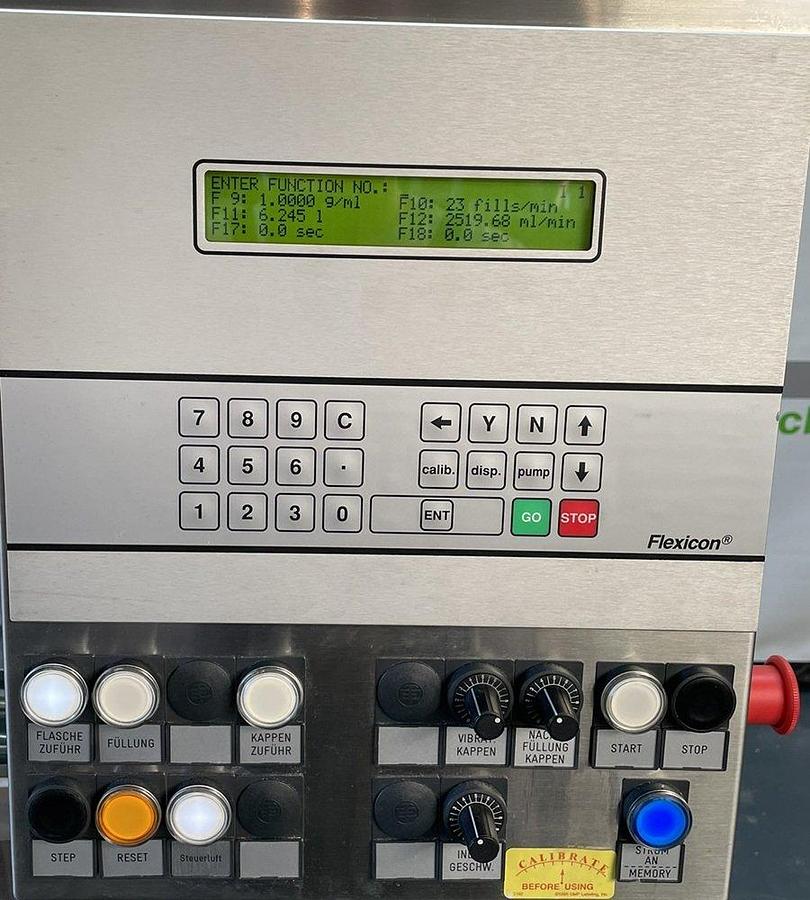 ENTER FUNCTION NO.: I 1
F 9: 1.0000 g/ml F10: 23 fills/min
F11: 6.245 l F12: 2519.68 ml/min
F17: 0.0 sec F18: 0.0 sec
7 8 9 C ← Y N ↑
4 5 6 . calib. disp. pump ↓
1 2 3 0 ENT GO STOP
Flexicon®
FLASCHE
ZUFÜHR
FÜLLUNG
KAPPEN
ZUFÜHR
KAPPEN
FÜLLUNG
KAPPEN
START
STOP
STEP
RESET
Steuerluft
GESCHW.
STROM
AN
MEMORY
CALIBRATE
BEFORE USING